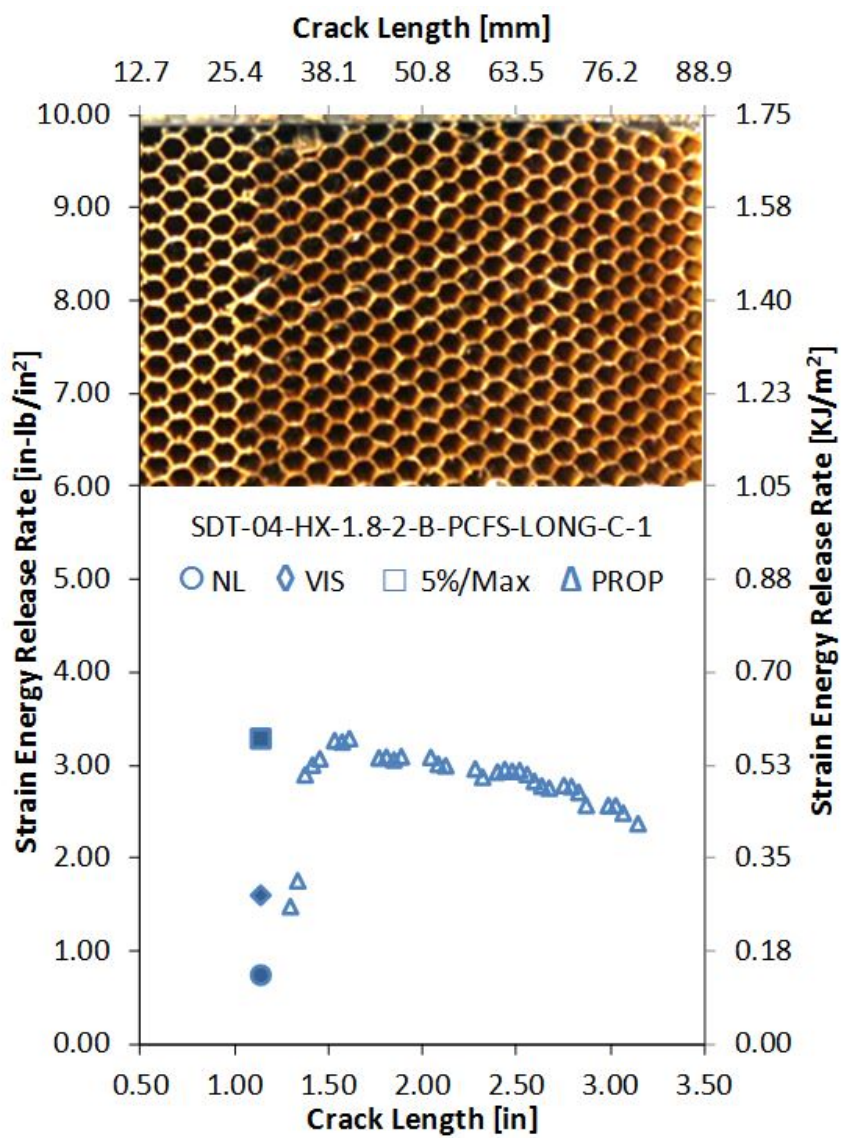 Crack Length [mm]
12.7 25.4 38.1 50.8 63.5 76.2 88.9
10.00 1.75
9.00 1.58
8.00 1.40
7.00 1.23
6.00 1.05
5.00 0.88
4.00 0.70
3.00 0.53
2.00 0.35
1.00 0.18
0.00 0.00
Strain Energy Release Rate [in-lb/in²]
Strain Energy Release Rate [KJ/m²]
SDT-04-HX-1.8-2-B-PCFS-LONG-C-1
NL VIS 5%/Max PROP
0.50 1.00 1.50 2.00 2.50 3.00 3.50
Crack Length [in]